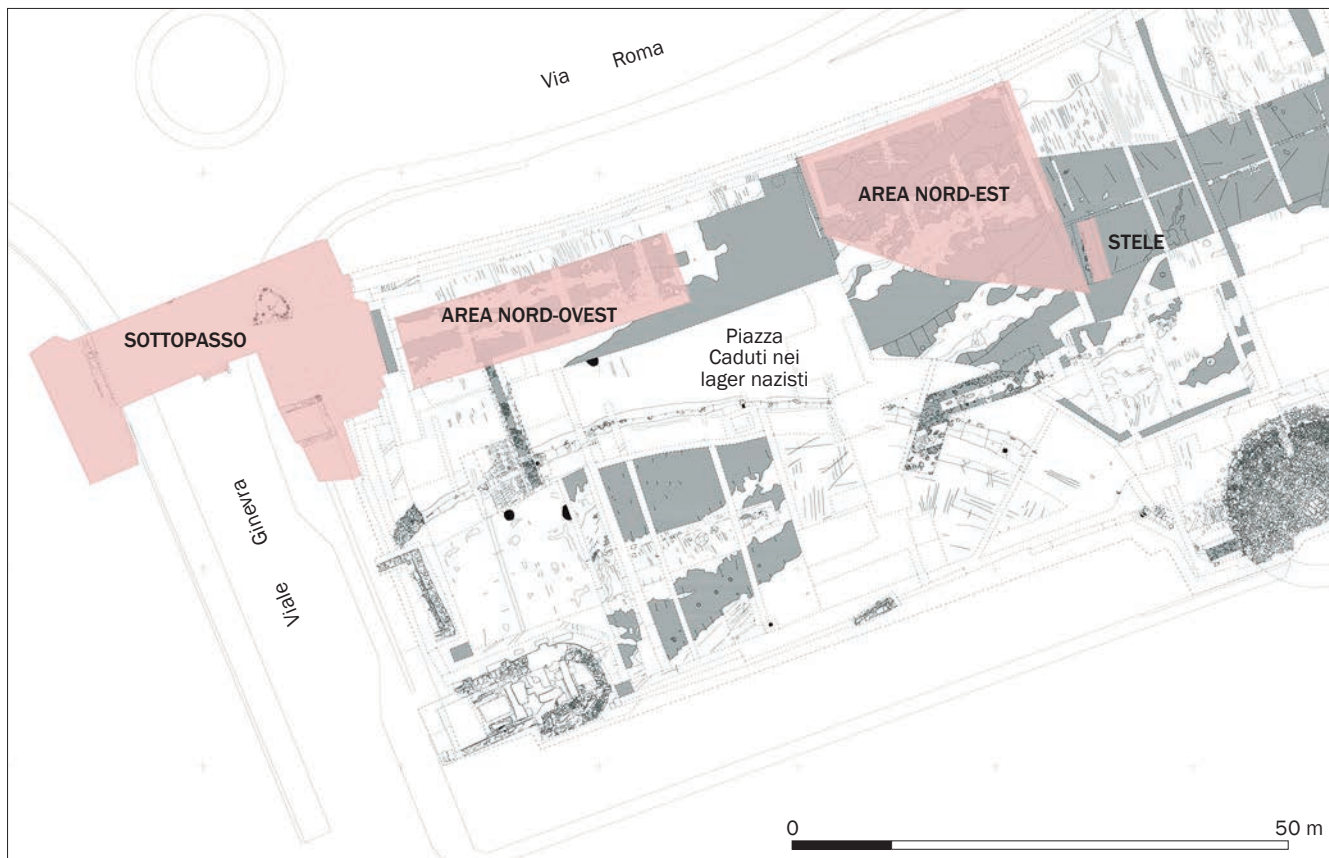 Via Roma
AREA NORD-EST
STELE
AREA NORD-OVEST
SOTTOPASSO
Piazza
Caduti nei
lager nazisti
Viale Ginevra
0 50 m